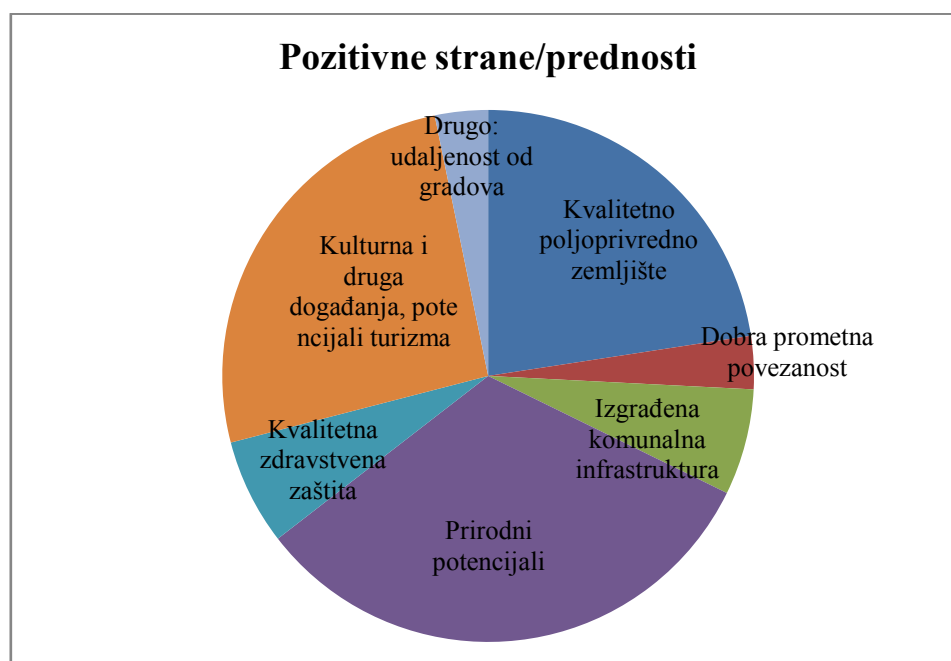 Pozitivne strane/prednosti
Drugo:
udaljenost od
gradova
Kvalitetno
poljoprivredno
zemljište
Kulturna i
druga
događanja, pote
ncijali turizma
Dobra prometna
povezanost
Izgrađena
komunalna
infrastruktura
Kvalitetna
zdravstvena
zaštita
Prirodni
potencijali